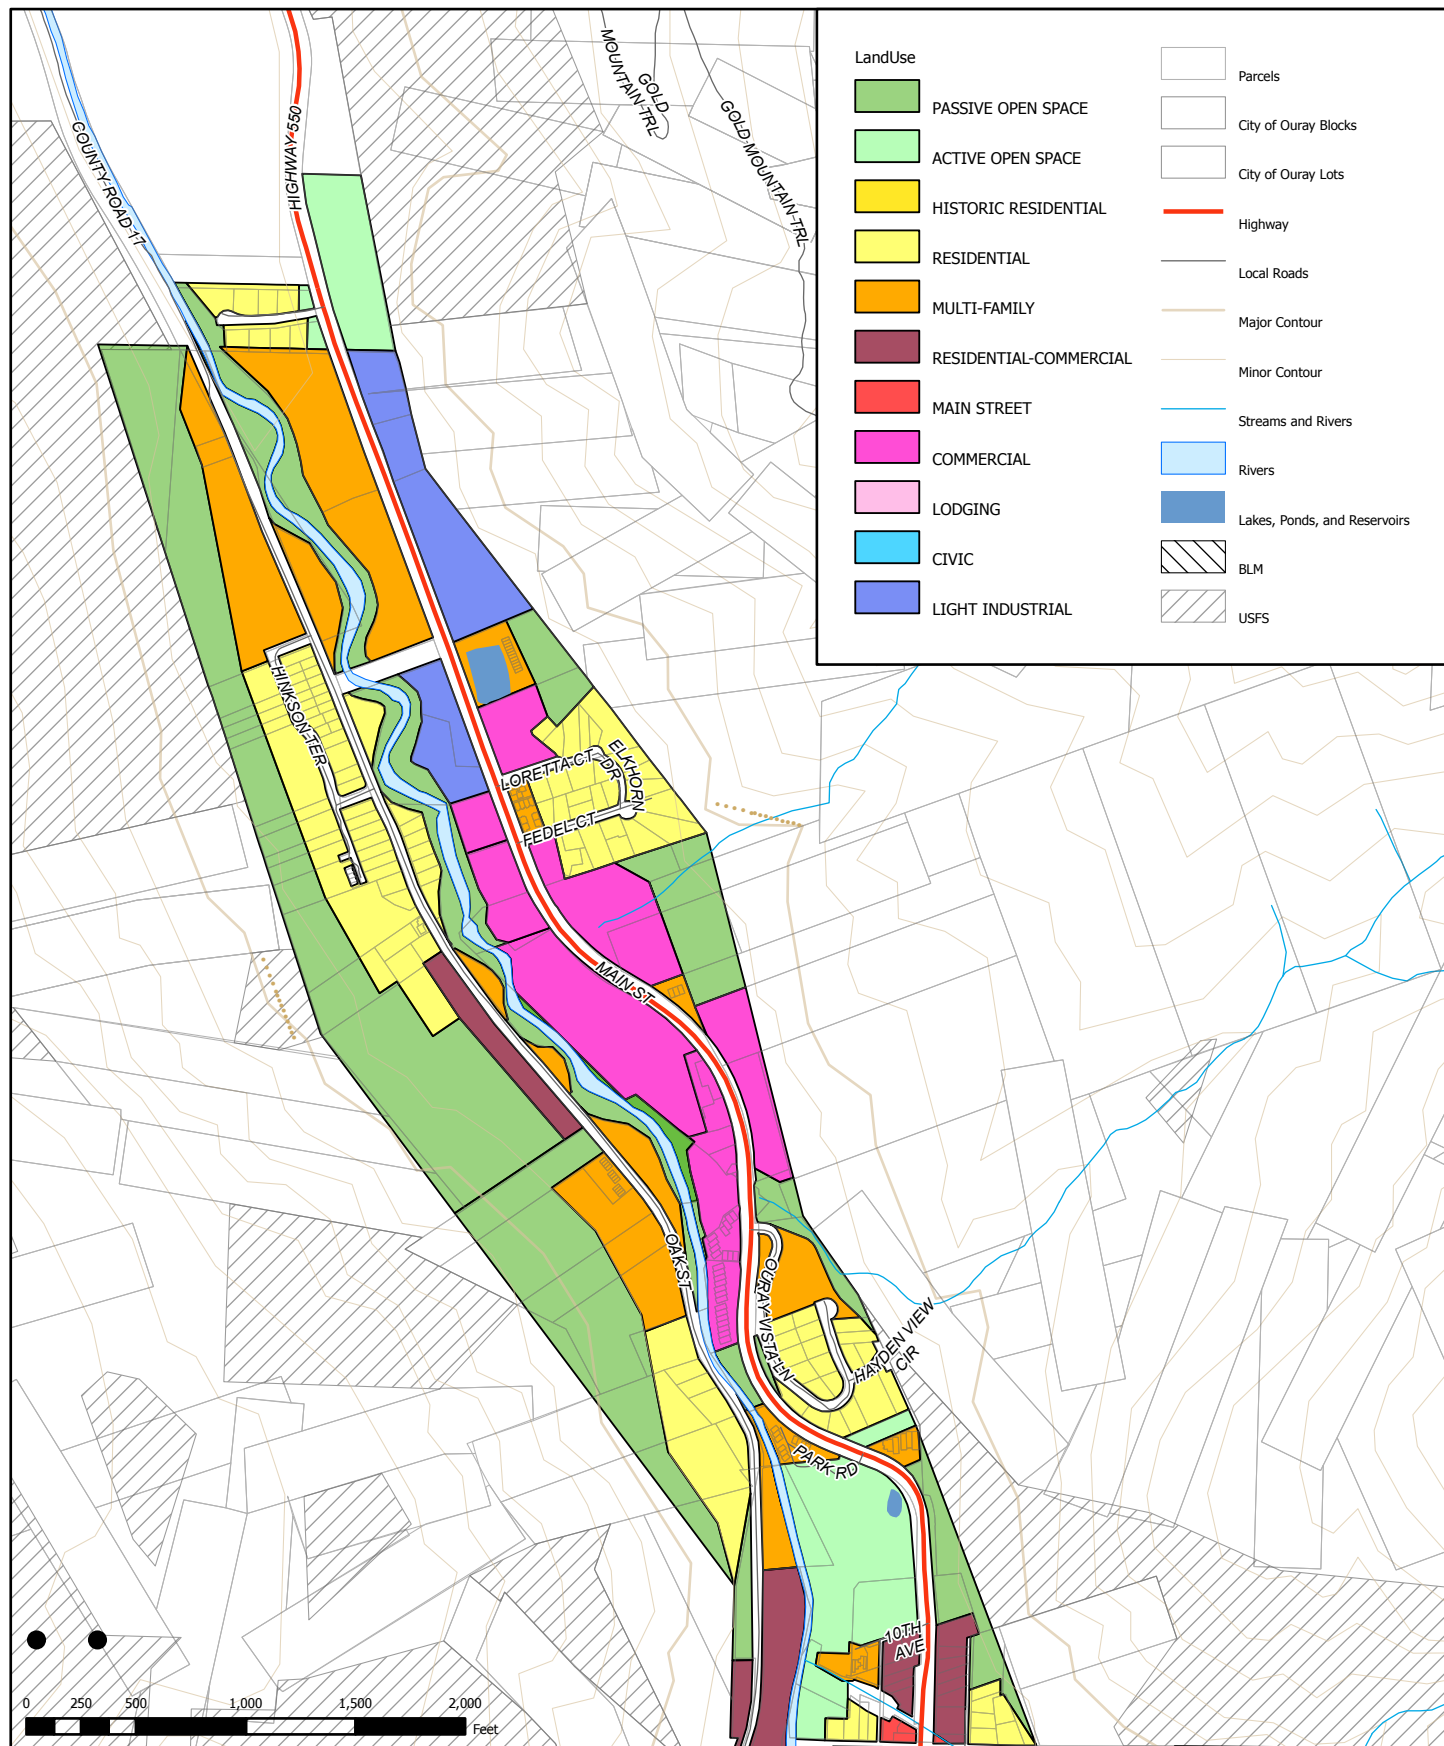 LandUse
PASSIVE OPEN SPACE
ACTIVE OPEN SPACE
HISTORIC RESIDENTIAL
RESIDENTIAL
MULTI-FAMILY
RESIDENTIAL-COMMERCIAL
MAIN STREET
COMMERCIAL
LODGING
CIVIC
LIGHT INDUSTRIAL
Parcels
City of Ouray Blocks
City of Ouray Lots
Highway
Local Roads
Major Contour
Minor Contour
Streams and Rivers
Rivers
Lakes, Ponds, and Reservoirs
BLM
USFS
GOLD
MOUNTAIN TRL
GOLD MOUNTAIN TRL
HIGHWAY 550
COUNTY ROAD 17
HINKSON TER
LORETTA CT
ELKHORN
DR
FEDEL CT
MAIN ST
OAK ST
OURAY VISTA LN
HAYDEN VIEW
CIR
PARK RD
10TH
AVE
0 250 500 1,000 1,500 2,000
Feet